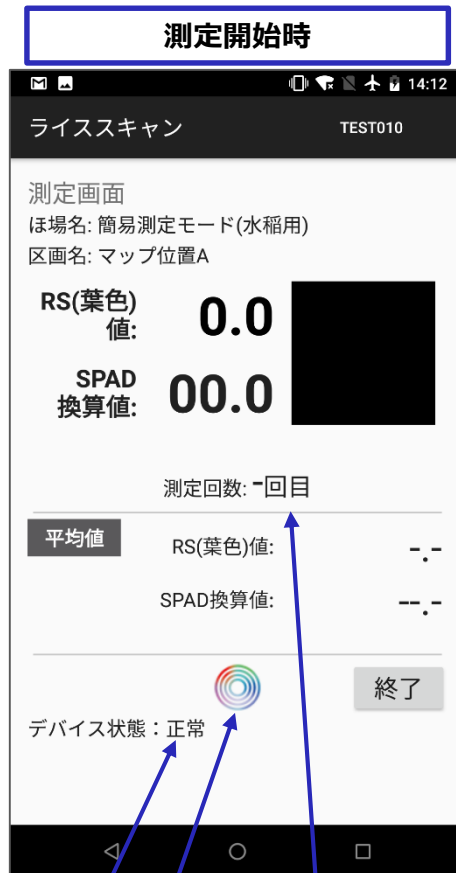 測定開始時
14:12
ライススキャン TEST010
測定画面
ほ場名: 簡易測定モード(水稲用)
区画名: マップ位置A
RS(葉色)
値: 0.0
SPAD
換算値: 00.0
測定回数: -回目
平均値 RS(葉色)値: -.-
SPAD換算値: --.-
終了
デバイス状態：正常